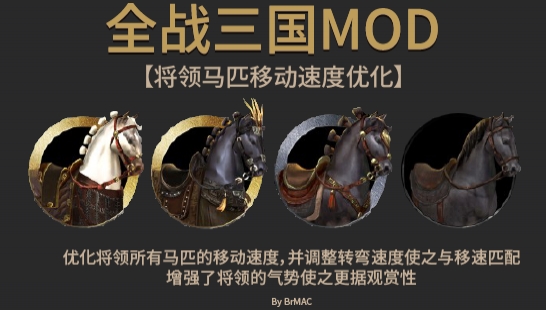 全战三国MOD
【将领马匹移动速度优化】
优化将领所有马匹的移动速度,并调整转弯速度使之与移速匹配
增强了将领的气势使之更据观赏性
By BrMAC